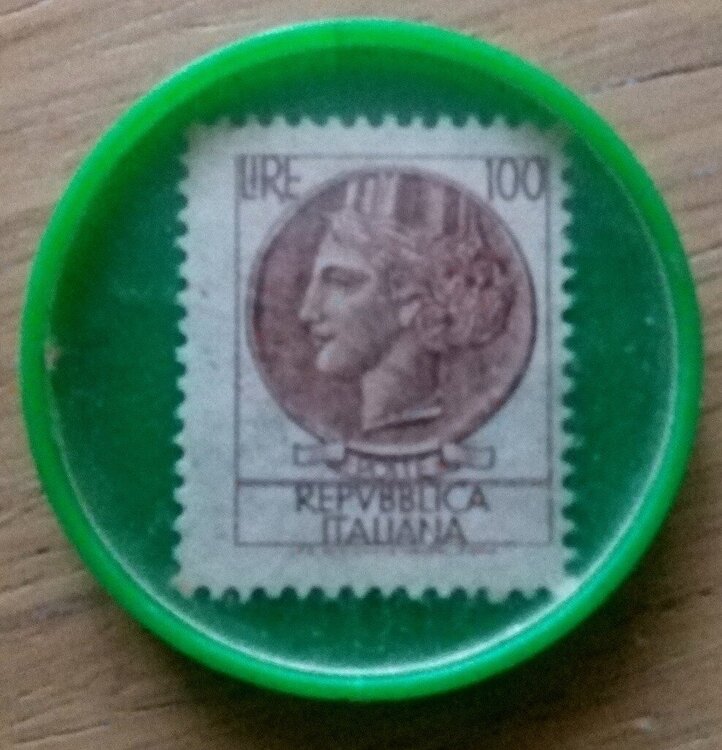 LIRE 100
POSTE
REPVBBLICA
ITALIANA